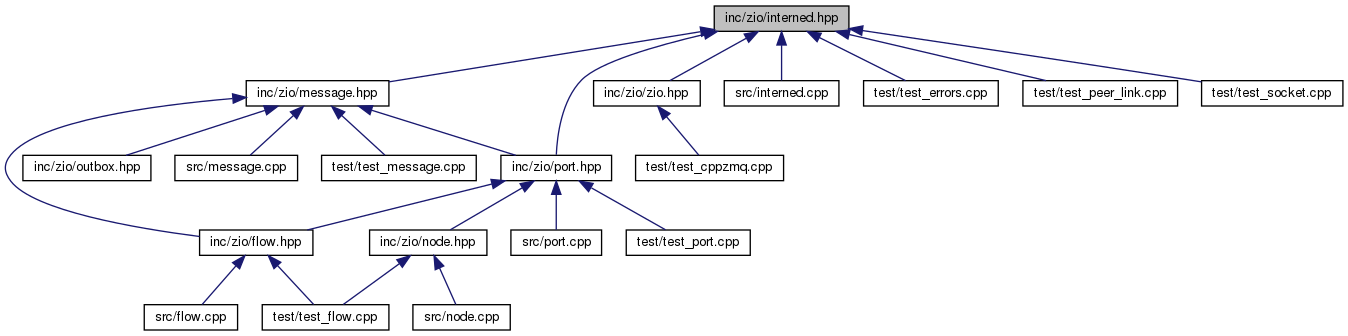 inc/zio/interned.hpp
inc/zio/message.hpp
inc/zio/zio.hpp
src/interned.cpp
test/test_errors.cpp
test/test_peer_link.cpp
test/test_socket.cpp
inc/zio/outbox.hpp
src/message.cpp
test/test_message.cpp
inc/zio/port.hpp
test/test_cppzmq.cpp
inc/zio/flow.hpp
inc/zio/node.hpp
src/port.cpp
test/test_port.cpp
src/flow.cpp
test/test_flow.cpp
src/node.cpp